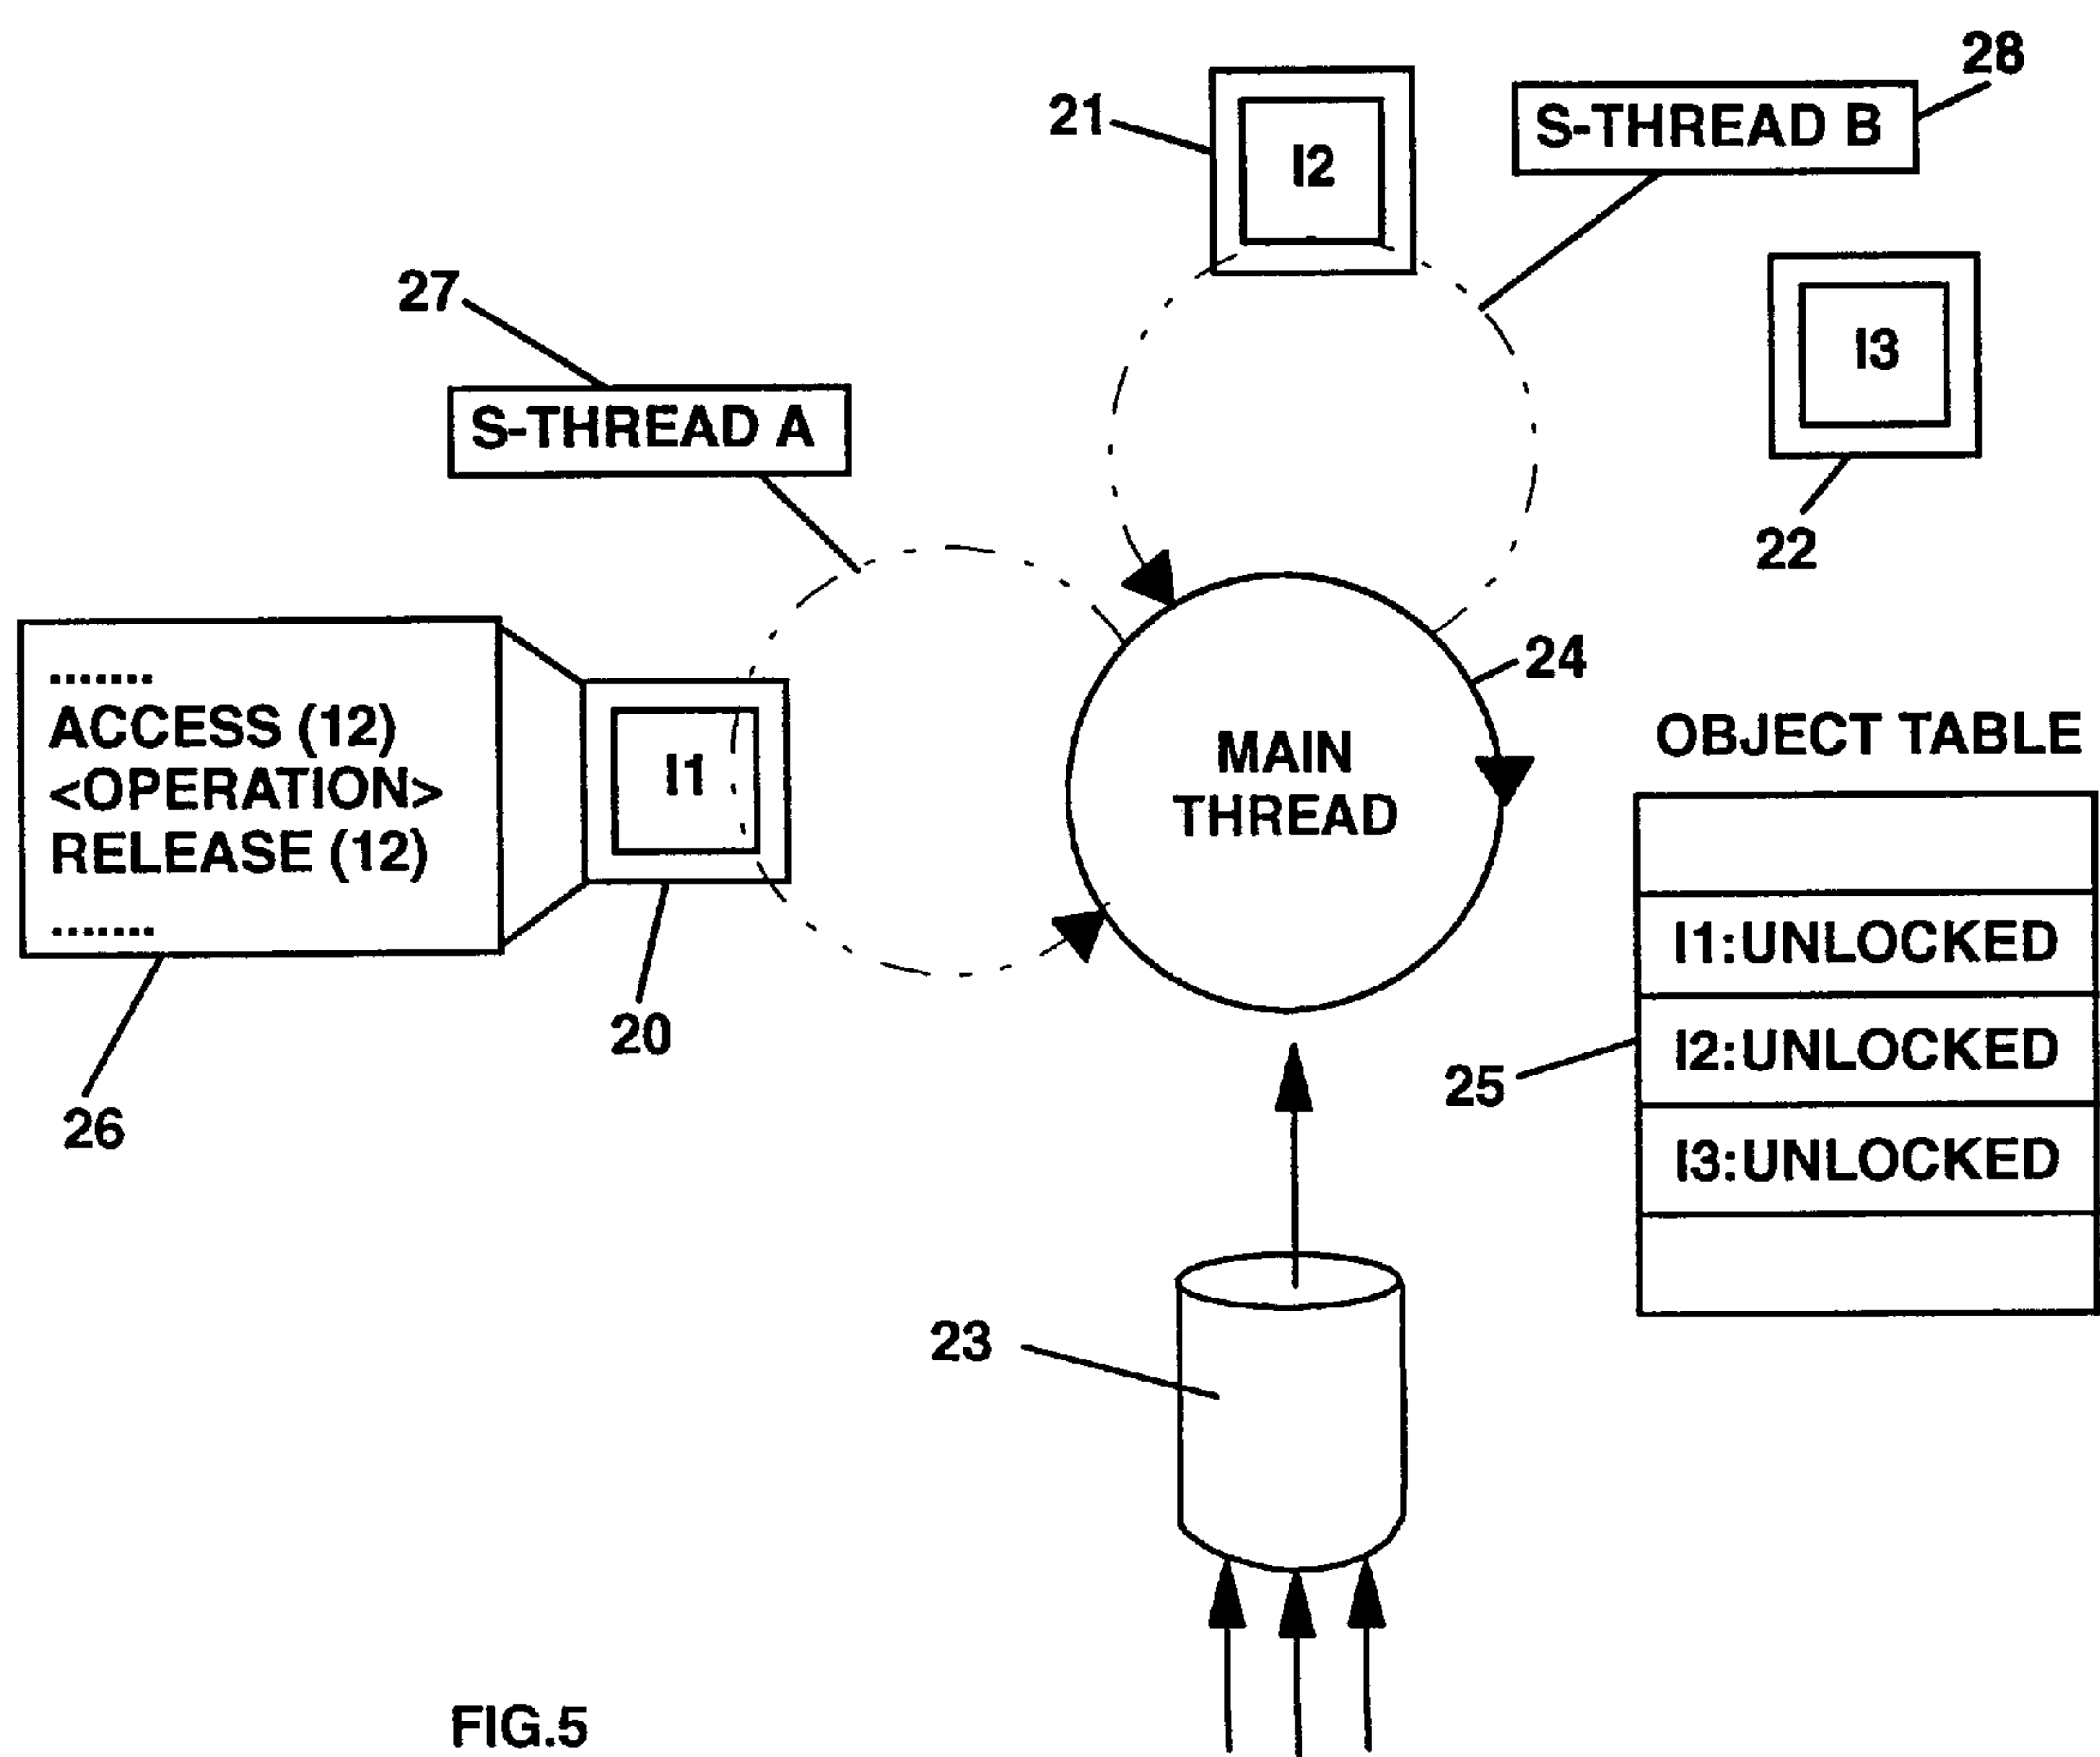 28
21
S-THREAD B
I2
27
I3
S-THREAD A
22
24
.......
ACCESS (12)
<OPERATION>
RELEASE (12)
.......
I1
MAIN
THREAD
OBJECT TABLE
I1:UNLOCKED
I2:UNLOCKED
I3:UNLOCKED
20
25
26
23
FIG.5